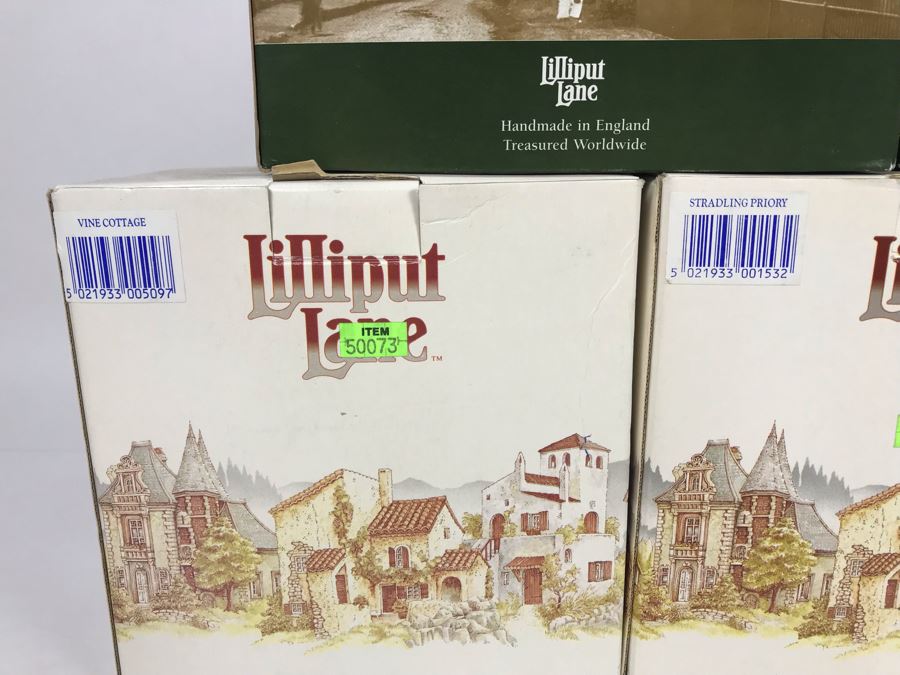 Lilliput
Lane
Handmade in England
Treasured Worldwide
VINE COTTAGE
5 021933 005097
Lilliput
Lane™
ITEM
50073
STRADLING PRIORY
5 021933 001532